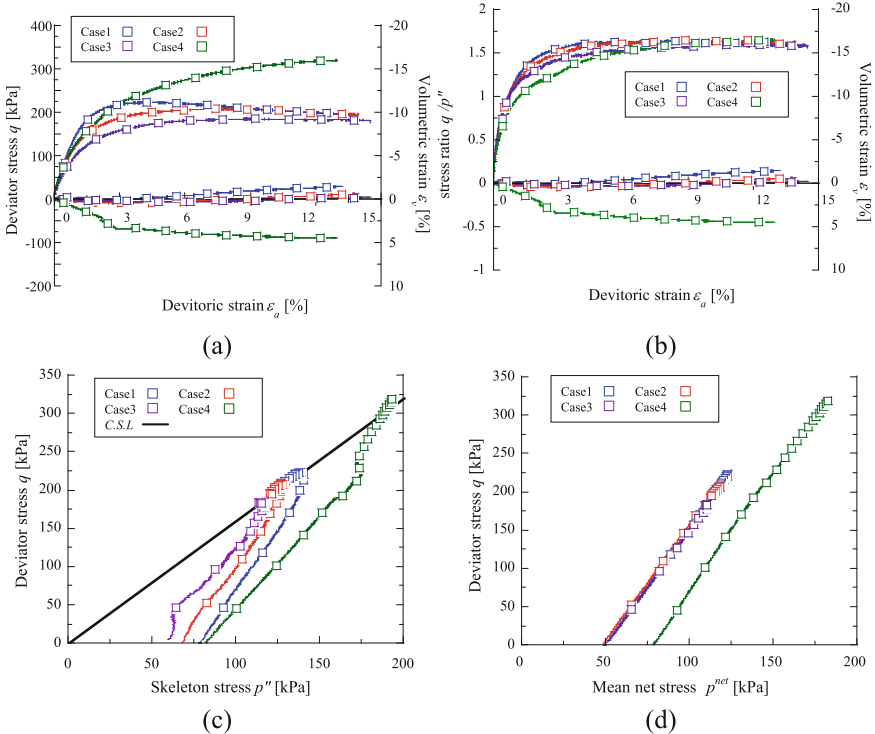 400
300
200
100
0
-100
-200
Deviator stress q [kPa]
Case1 Case2
Case3 Case4
-20
-15
-10
-5
0
5
10
Volumetric strain εv [%]
0 3 6 9 12 15
Devitoric strain εa [%]
(a)
2
1.5
1
0.5
0
-0.5
-1
stress ratio q /p″
Case1 Case2
Case3 Case4
-20
-15
-10
-5
0
5
10
Volumetric strain εv [%]
0 3 6 9 12
Devitoric strain εa [%]
(b)
350
300
250
200
150
100
50
0
Deviator stress q [kPa]
Case1 Case2
Case3 Case4
C.S.L
0 50 100 150 200
Skeleton stress p″ [kPa]
(c)
350
300
250
200
150
100
50
0
Deviator stress q [kPa]
Case1 Case2
Case3 Case4
0 50 100 150 200
Mean net stress p^net [kPa]
(d)